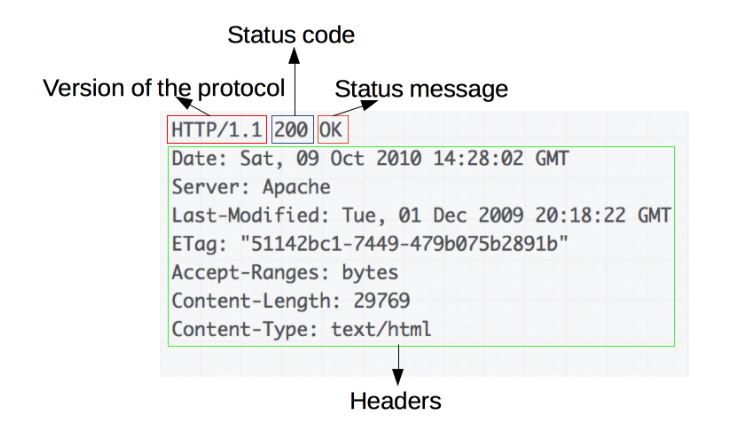 Status code
Version of the protocol
Status message
HTTP/1.1 200 OK
Date: Sat, 09 Oct 2010 14:28:02 GMT
Server: Apache
Last-Modified: Tue, 01 Dec 2009 20:18:22 GMT
ETag: "51142bc1-7449-479b075b2891b"
Accept-Ranges: bytes
Content-Length: 29769
Content-Type: text/html
Headers